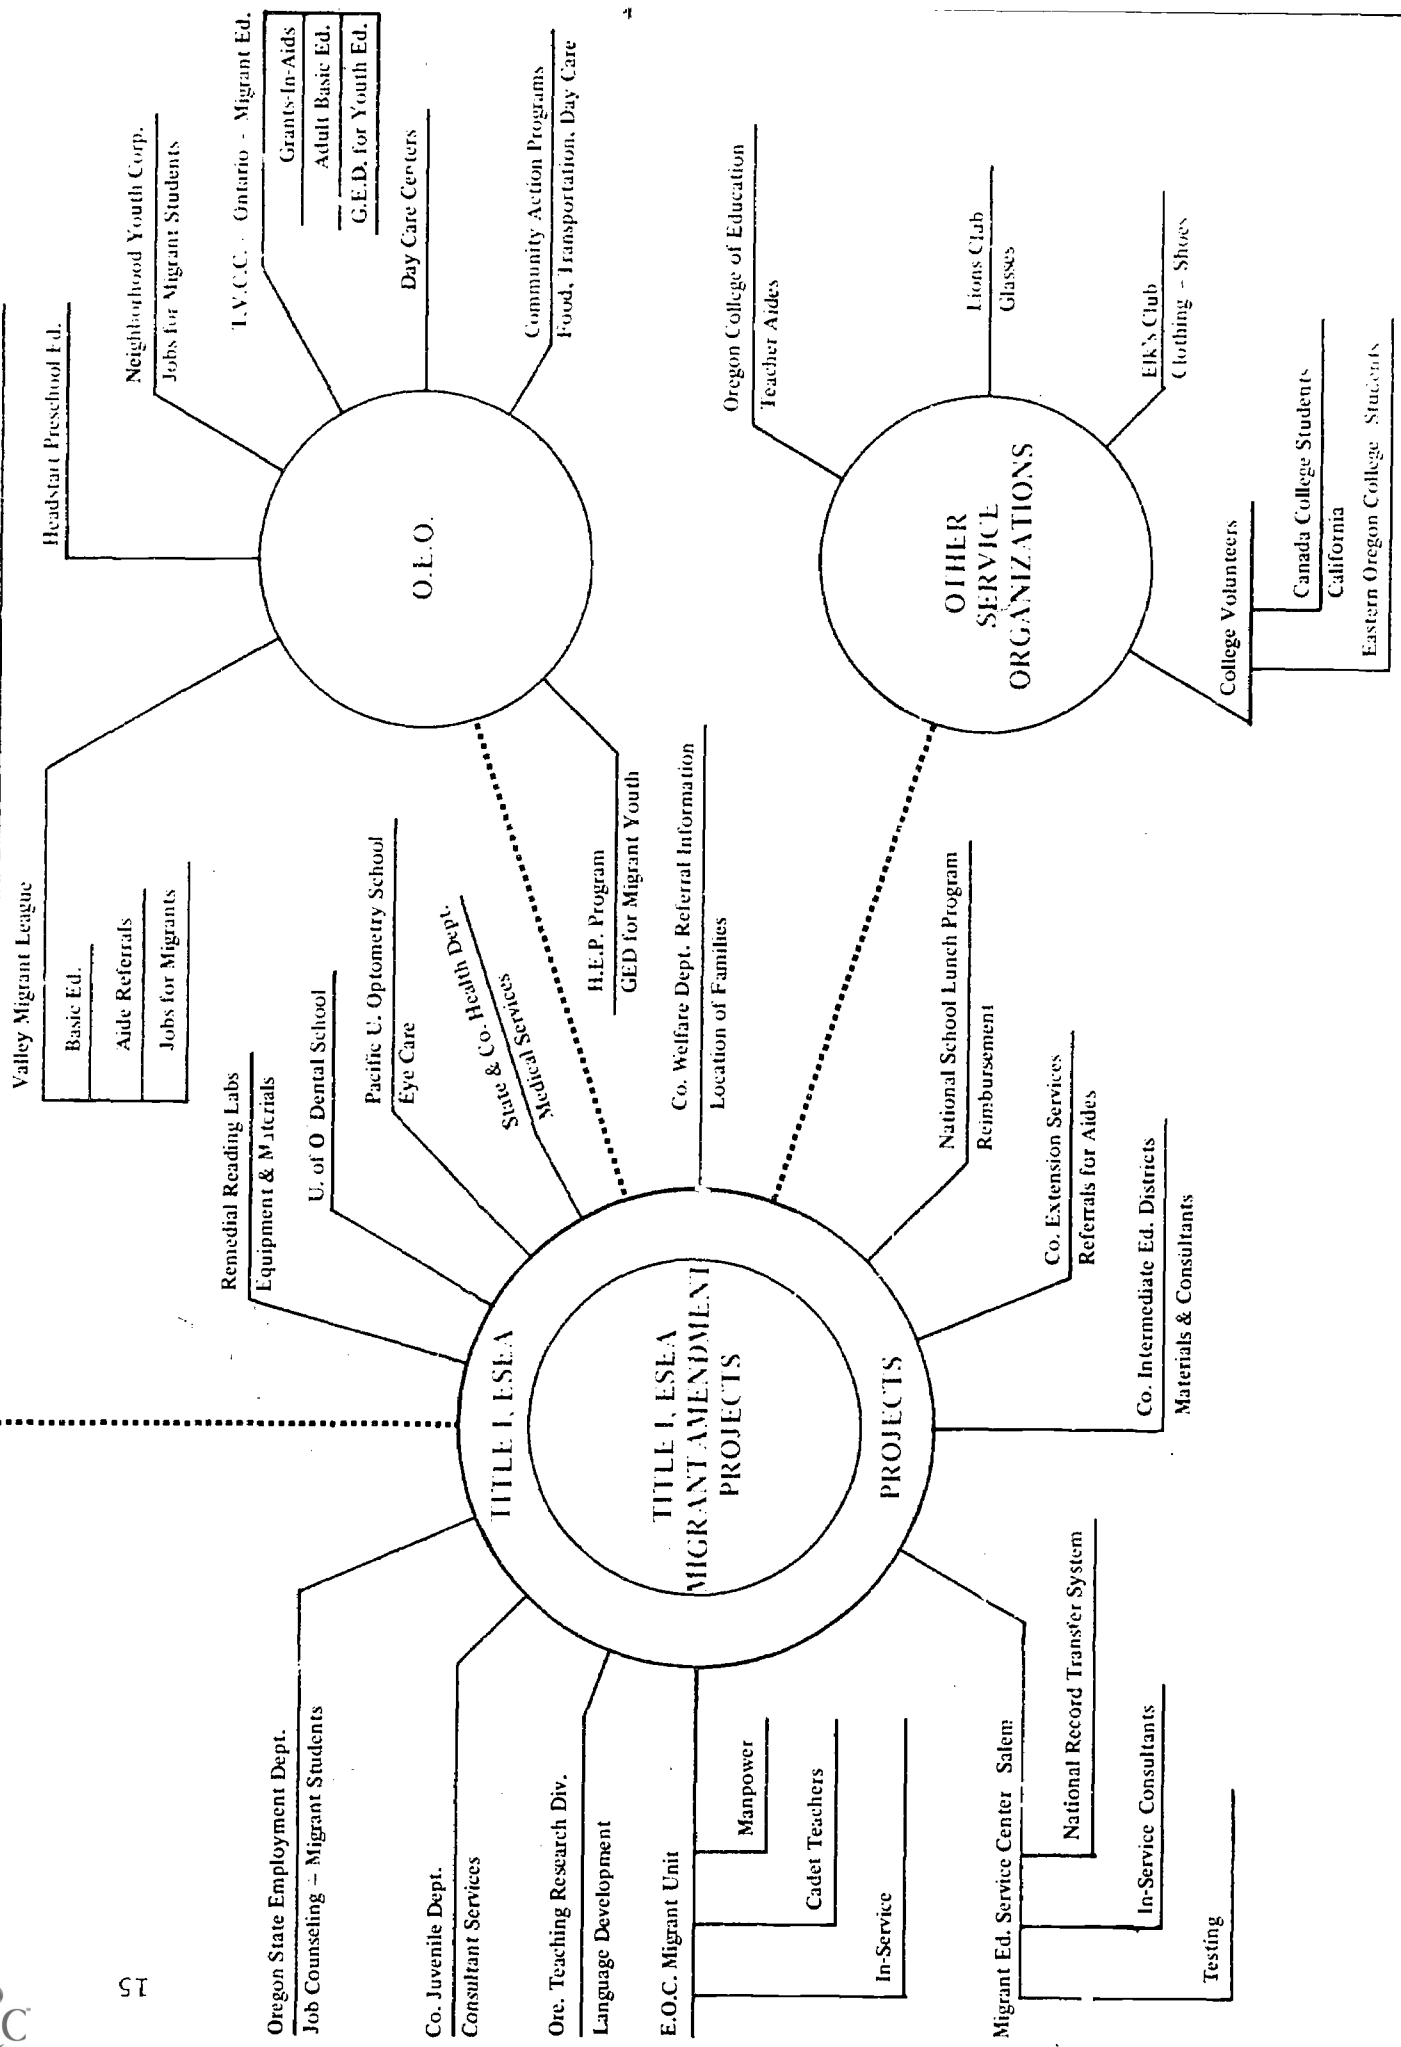 Valley Migrant League
Basic Ed.
Aide Referrals
Jobs for Migrants
Headstart Preschool Ed.
Neighborhood Youth Corp.
Jobs for Migrant Students
T.V.C.C. - Ontario - Migrant Ed.
Grants-In-Aids
Adult Basic Ed.
G.E.D. for Youth Ed.
Day Care Centers
Community Action Programs
Food, Transportation, Day Care
O.E.O.
H.E.P. Program
GED for Migrant Youth
Remedial Reading Labs
Equipment & Materials
U. of O Dental School
Pacific U. Optometry School
Eye Care
State & Co. Health Dept.
Medical Services
Co. Welfare Dept. Referral Information
Location of Families
National School Lunch Program
Reimbursement
Co. Extension Services
Referrals for Aides
Co. Intermediate Ed. Districts
Materials & Consultants
TITLE I, ESEA
TITLE I, ESEA
MIGRANT AMENDMENT
PROJECTS
PROJECTS
Oregon College of Education
Teacher Aides
Lions Club
Glasses
Elk's Club
Clothing - Shoes
OTHER
SERVICE
ORGANIZATIONS
College Volunteers
Canada College Students
California
Eastern Oregon College Students
Oregon State Employment Dept.
Job Counseling - Migrant Students
Co. Juvenile Dept.
Consultant Services
Ore. Teaching Research Div.
Language Development
E.O.C. Migrant Unit
Manpower
Cadet Teachers
In-Service
Migrant Ed. Service Center Salem
National Record Transfer System
In-Service Consultants
Testing
15